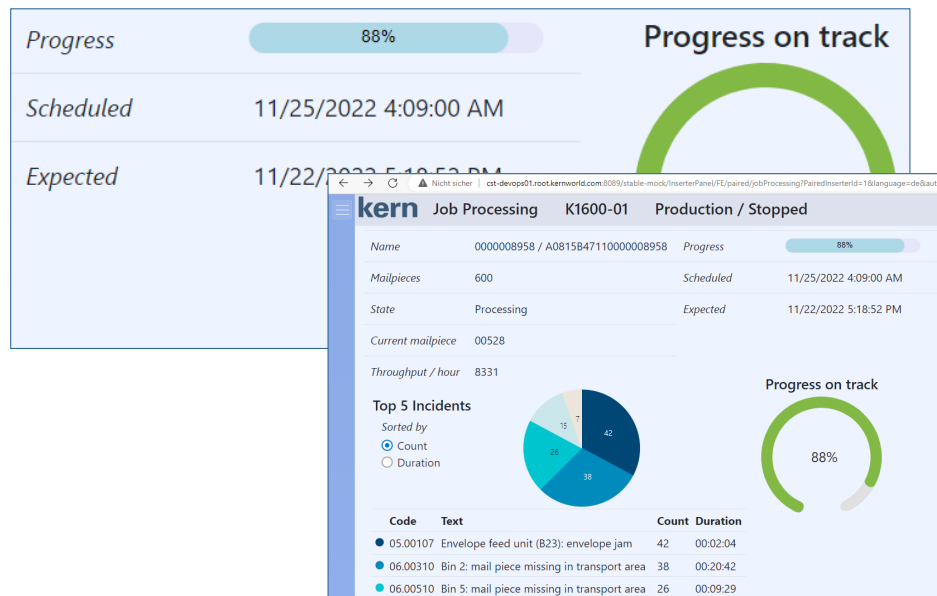 Progress 88% Progress on track
Scheduled 11/25/2022 4:09:00 AM
Expected 11/22/2022 5:18:52 PM
Nicht sicher | cst-devops01.root.kernworld.com:8089/stable-mock/InserterPanel/FE/paired/jobProcessing?PairedInserterId=1&language=de&aut
kern Job Processing K1600-01 Production / Stopped
Name 0000008958 / A0815B47110000008958 Progress 88%
Mailpieces 600 Scheduled 11/25/2022 4:09:00 AM
State Processing Expected 11/22/2022 5:18:52 PM
Current mailpiece 00528
Throughput / hour 8331
Progress on track
88%
Top 5 Incidents
Sorted by
Count
Duration
42
38
26
15
7
Code Text Count Duration
05.00107 Envelope feed unit (B23): envelope jam 42 00:02:04
06.00310 Bin 2: mail piece missing in transport area 38 00:20:42
06.00510 Bin 5: mail piece missing in transport area 26 00:09:29